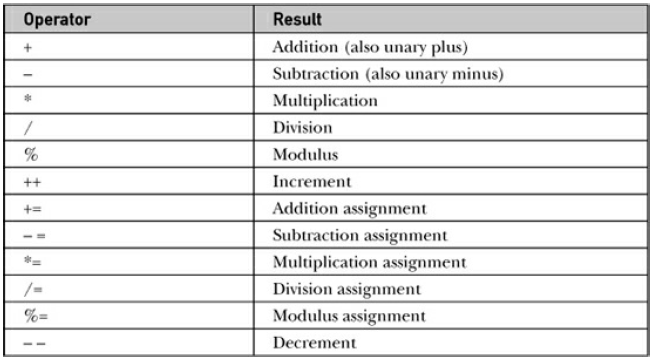 Operator Result
+ Addition (also unary plus)
– Subtraction (also unary minus)
* Multiplication
/ Division
% Modulus
++ Increment
+= Addition assignment
– = Subtraction assignment
*= Multiplication assignment
/= Division assignment
%= Modulus assignment
– – Decrement